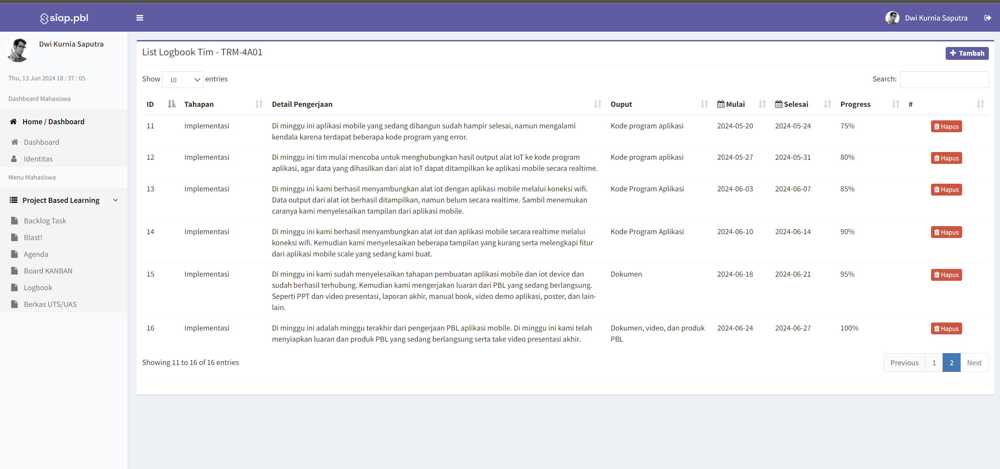 siap.pbl
Dwi Kurnia Saputra
Dwi Kurnia Saputra
Thu, 13 Jun 2024 18 : 37 : 05
Dashboard Mahasiswa
Home / Dashboard
Dashboard
Identitas
Menu Mahasiswa
Project Based Learning
Backlog Task
Blast!
Agenda
Board KANBAN
Logbook
Berkas UTS/UAS
List Logbook Tim - TRM-4A01
Tambah
Show 10 entries
Search:
ID Tahapan Detail Pengerjaan Ouput Mulai Selesai Progress #
11 Implementasi Di minggu ini aplikasi mobile yang sedang dibangun sudah hampir selesai, namun mengalami Kode program aplikasi 2024-05-20 2024-05-24 75% Hapus
kendala karena terdapat beberapa kode program yang error.
12 Implementasi Di minggu ini tim mulai mencoba untuk menghubungkan hasil output alat IoT ke kode program Kode program aplikasi 2024-05-27 2024-05-31 80% Hapus
aplikasi, agar data yang dihasilkan dari alat IoT dapat ditampilkan ke aplikasi mobile secara realtime.
13 Implementasi Di minggu ini kami berhasil menyambungkan alat iot dengan aplikasi mobile melalui koneksi wifi. Kode Program Aplikasi 2024-06-03 2024-06-07 85% Hapus
Data output dari alat iot berhasil ditampilkan, namun belum secara realtime. Sambil menemukan
caranya kami menyelesaikan tampilan dari aplikasi mobile.
14 Implementasi Di minggu ini kami berhasil menyambungkan alat iot dan aplikasi mobile secara realtime melalui Kode Program Aplikasi 2024-06-10 2024-06-14 90% Hapus
koneksi wifi. Kemudian kami menyelesaikan beberapa tampilan yang kurang serta melengkapi fitur
dari aplikasi mobile scale yang sedang kami buat.
15 Implementasi Di minggu ini kami sudah menyelesaikan tahapan pembuatan aplikasi mobile dan iot device dan Dokumen 2024-06-18 2024-06-21 95% Hapus
sudah berhasil terhubung. Kemudian kami mengerjakan luaran dari PBL yang sedang berlangsung.
Seperti PPT dan video presentasi, laporan akhir, manual book, video demo aplikasi, poster, dan lain-
lain.
16 Implementasi Di minggu ini adalah minggu terakhir dari pengerjaan PBL aplikasi mobile. Di minggu ini kami telah Dokumen, video, dan produk 2024-06-24 2024-06-27 100% Hapus
menyiapkan luaran dan produk PBL yang sedang berlangsung serta take video presentasi akhir. PBL
Showing 11 to 16 of 16 entries
Previous 1 2 Next